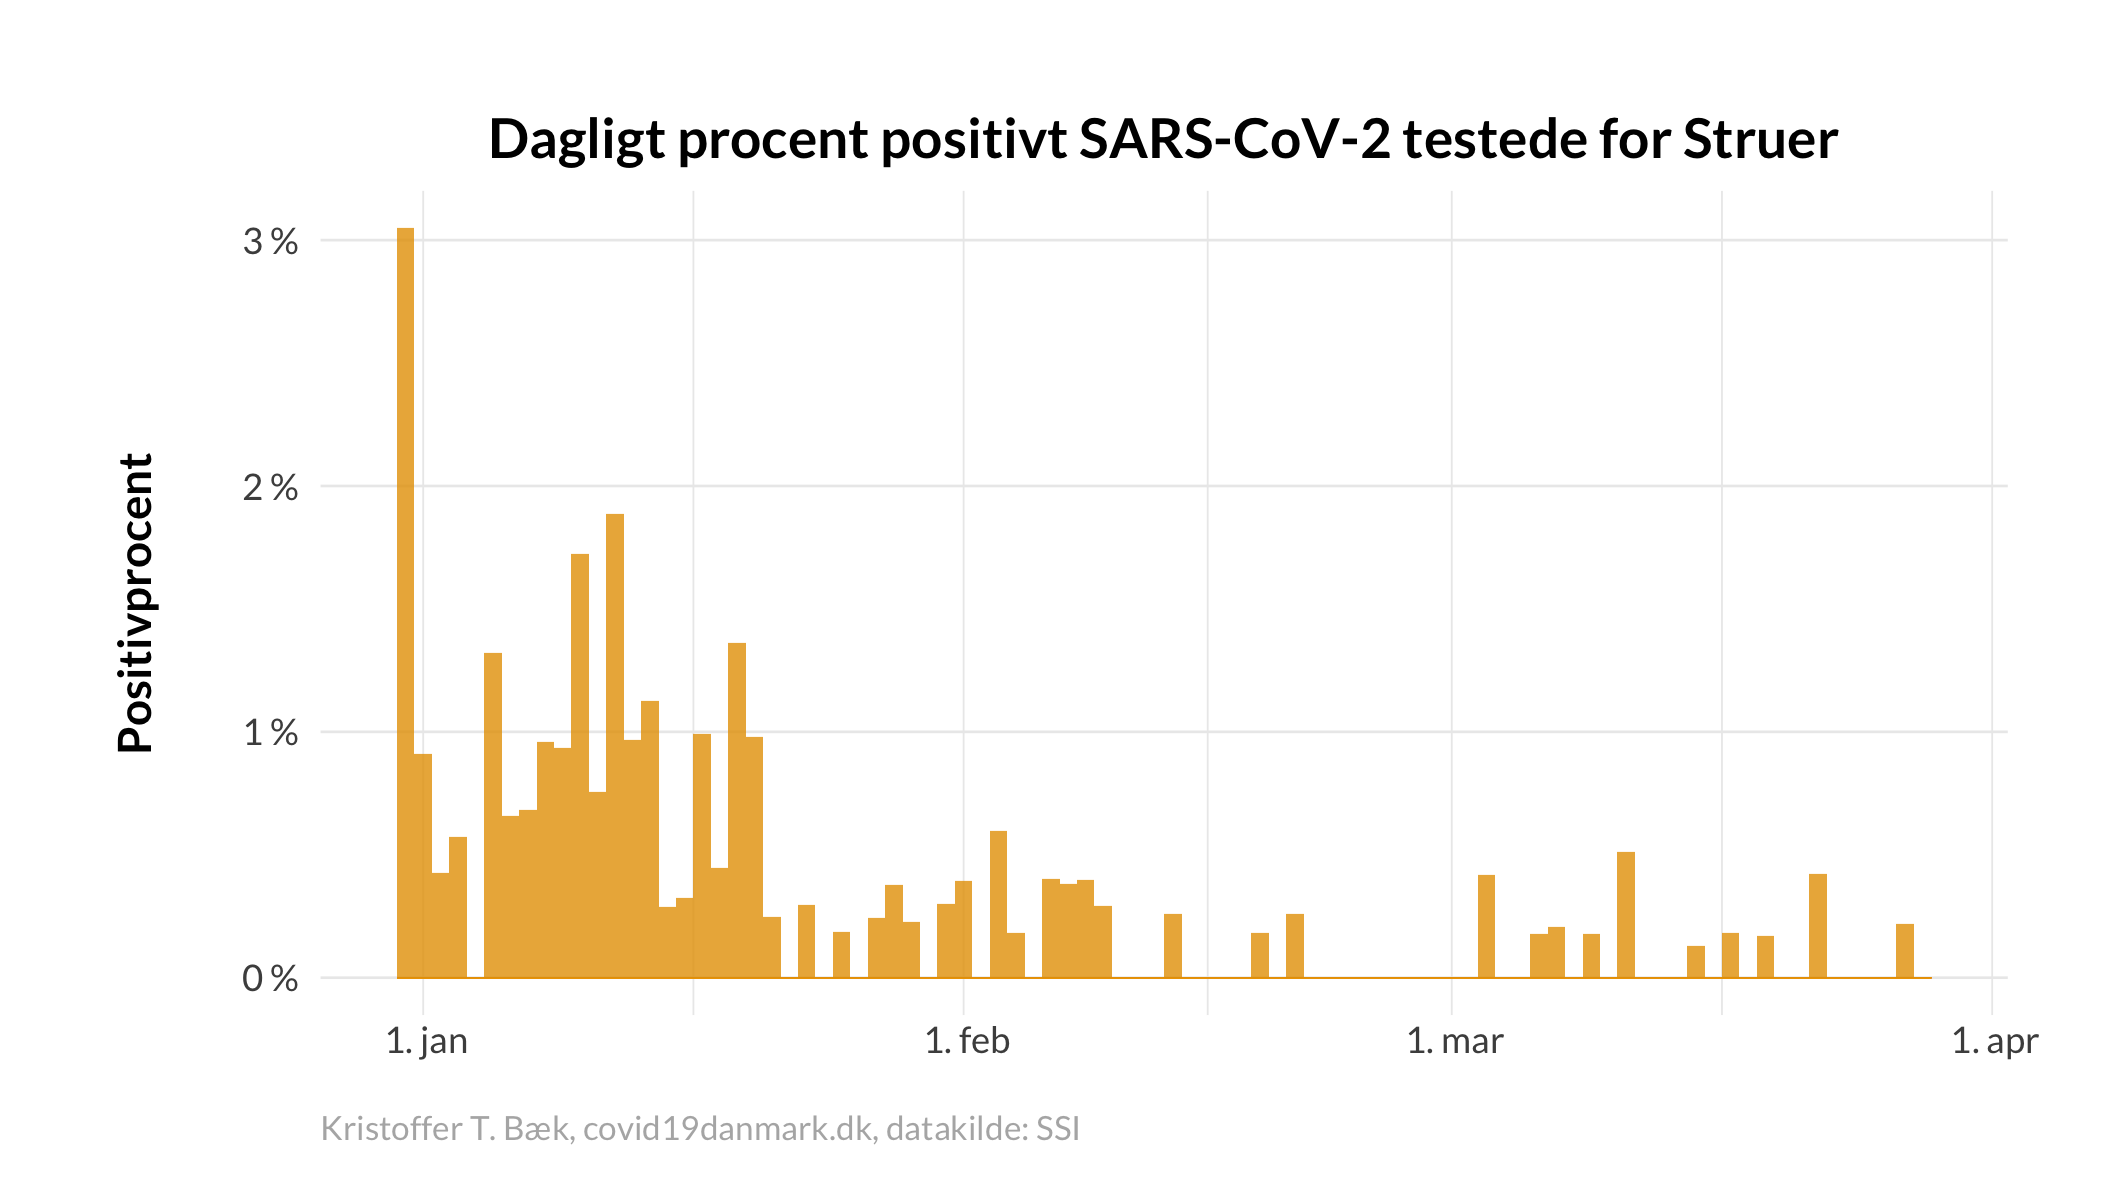 Dagligt procent positivt SARS-CoV-2 testede for Struer
Positivprocent
3 %
2 %
1 %
0 %
1. jan
1. feb
1. mar
1. apr
Kristoffer T. Bæk, covid19danmark.dk, datakilde: SSI